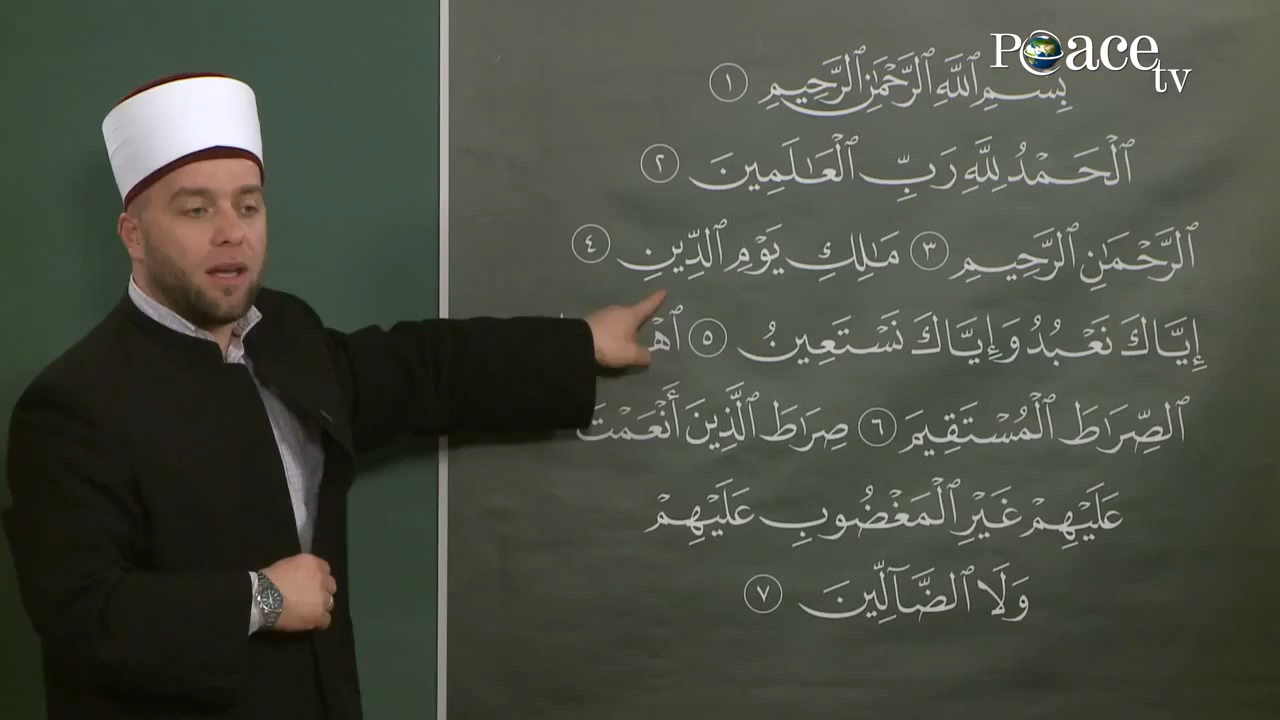 Peace tv
بِسْمِ ٱللَّهِ ٱلرَّحْمَٰنِ ٱلرَّحِيمِ ١
ٱلْحَمْدُ لِلَّهِ رَبِّ ٱلْعَٰلَمِينَ ٢
ٱلرَّحْمَٰنِ ٱلرَّحِيمِ ٣ مَٰلِكِ يَوْمِ ٱلدِّينِ ٤
إِيَّاكَ نَعْبُدُ وَإِيَّاكَ نَسْتَعِينُ ٥
ٱلصِّرَٰطَ ٱلْمُسْتَقِيمَ ٦ صِرَٰطَ ٱلَّذِينَ أَنْعَمْتَ
عَلَيْهِمْ غَيْرِ ٱلْمَغْضُوبِ عَلَيْهِمْ
وَلَا ٱلضَّآلِّينَ ٧